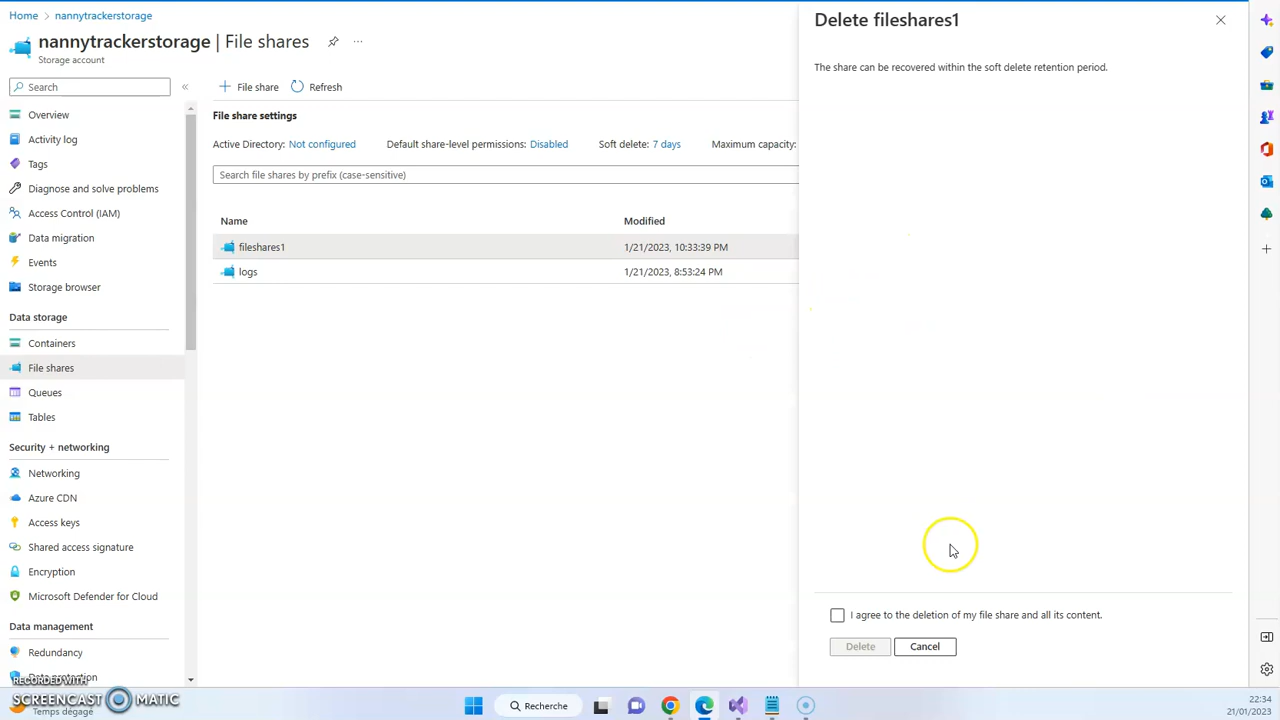 Home > nannytrackerstorage
nannytrackerstorage | File shares
Storage account
Search
Overview
Activity log
Tags
Diagnose and solve problems
Access Control (IAM)
Data migration
Events
Storage browser
Data storage
Containers
File shares
Queues
Tables
Security + networking
Networking
Azure CDN
Access keys
Shared access signature
Encryption
Microsoft Defender for Cloud
Data management
Redundancy
Data protection
File share
Refresh
File share settings
Active Directory: Not configured
Default share-level permissions: Disabled
Soft delete: 7 days
Maximum capacity:
Search file shares by prefix (case-sensitive)
Name Modified
fileshares1 1/21/2023, 10:33:39 PM
logs 1/21/2023, 8:53:24 PM
Delete fileshares1
The share can be recovered within the soft delete retention period.
I agree to the deletion of my file share and all its content.
Delete Cancel
RECORDED WITH
SCREENCAST MATIC
Temps dégagé
Recherche
22:34
21/01/2023